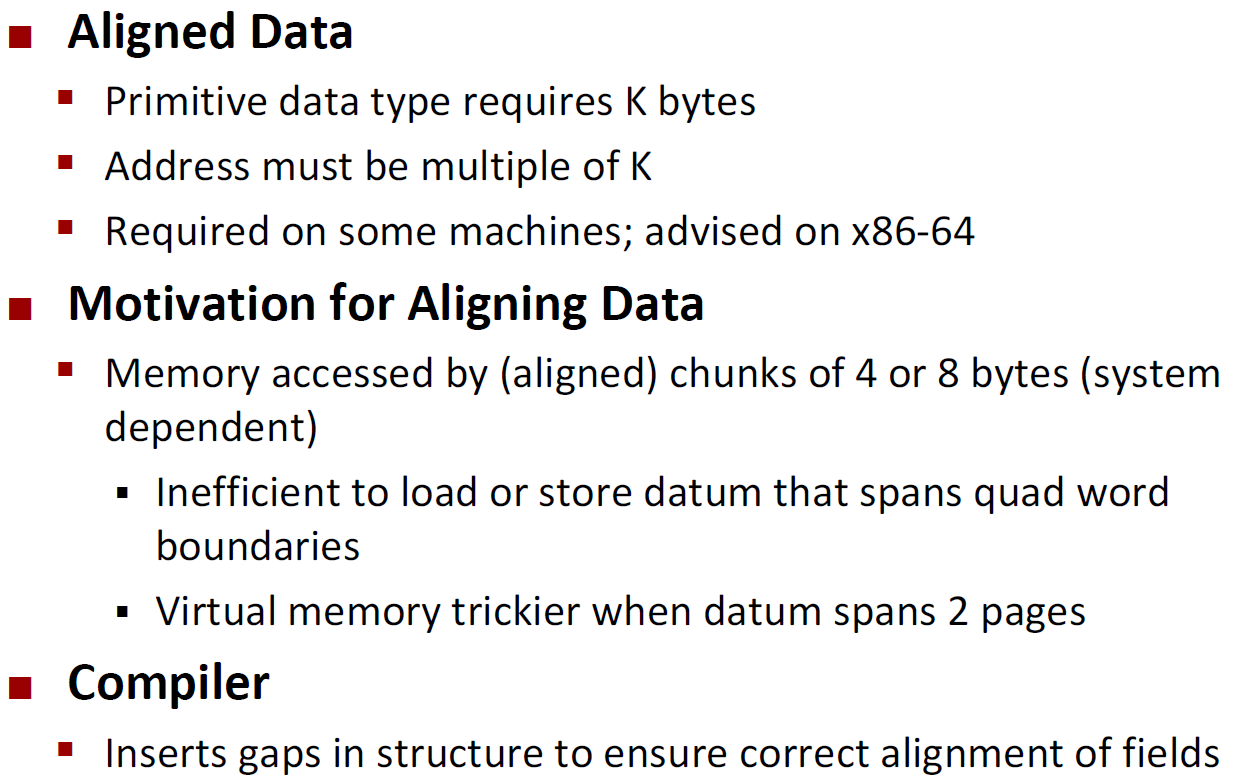 Aligned Data
Primitive data type requires K bytes
Address must be multiple of K
Required on some machines; advised on x86-64
Motivation for Aligning Data
Memory accessed by (aligned) chunks of 4 or 8 bytes (system
dependent)
Inefficient to load or store datum that spans quad word
boundaries
Virtual memory trickier when datum spans 2 pages
Compiler
Inserts gaps in structure to ensure correct alignment of fields